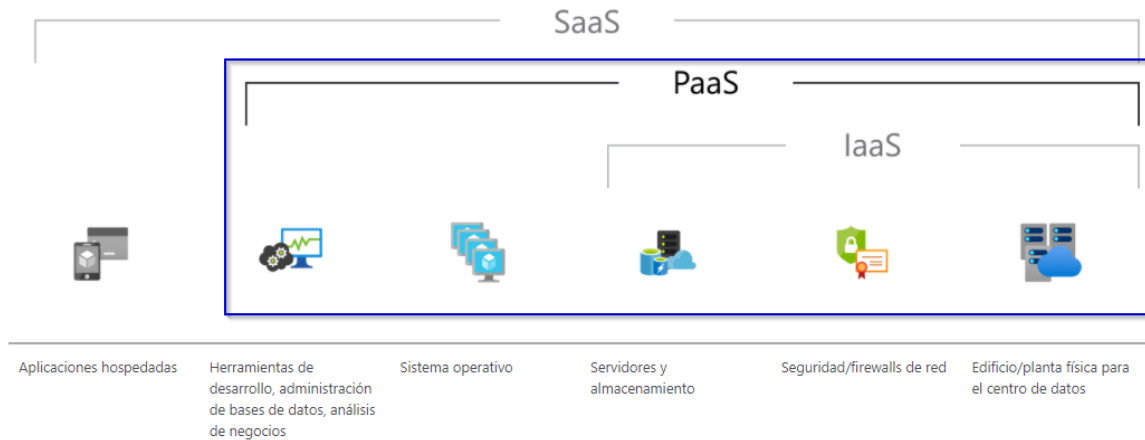 SaaS
PaaS
IaaS
Aplicaciones hospedadas
Herramientas de
desarrollo, administración
de bases de datos, análisis
de negocios
Sistema operativo
Servidores y
almacenamiento
Seguridad/firewalls de red
Edificio/planta física para
el centro de datos